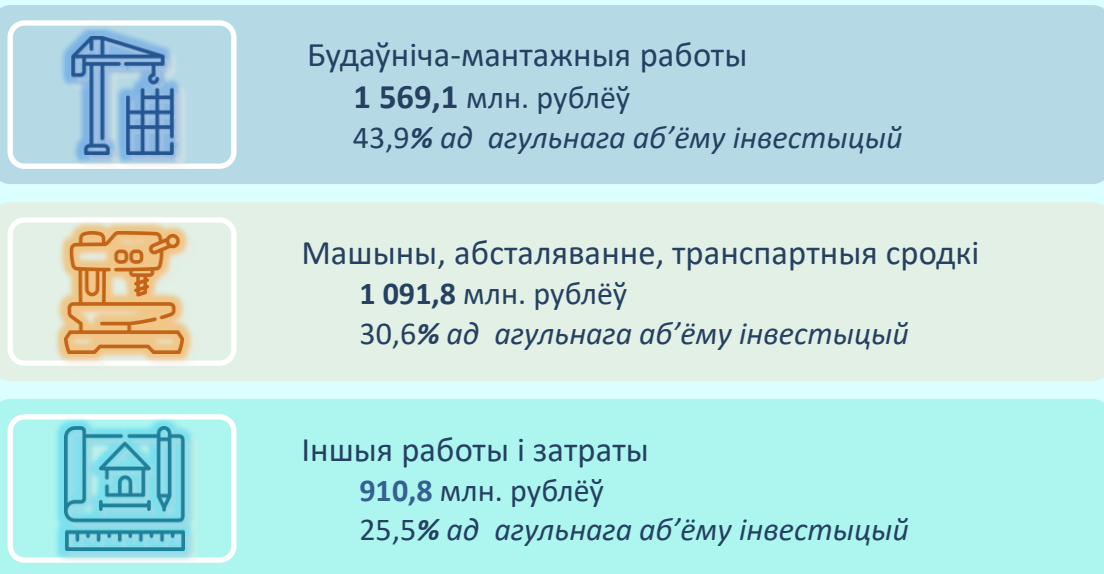 Будаўніча-мантажныя работы
1 569,1 млн. рублёў
43,9% ад агульнага аб’ёму інвестыцый
Машыны, абсталяванне, транспартныя сродкі
1 091,8 млн. рублёў
30,6% ад агульнага аб’ёму інвестыцый
Іншыя работы і затраты
910,8 млн. рублёў
25,5% ад агульнага аб’ёму інвестыцый